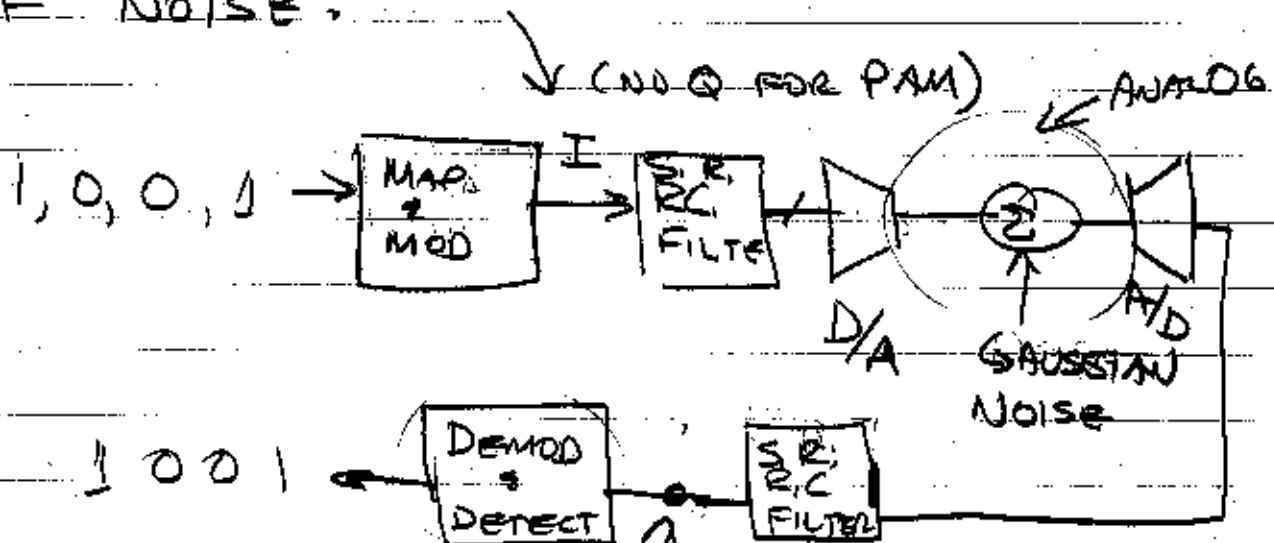 F NOISE.
(NO Q FOR PAM)
ANALOG
1, 0, 0, 1
MAP & MOD
I
S.R. R.C. FILTE
D/A
Σ
A/D
GAUSSIAN NOISE
1 0 0 1
DEMOD & DETECT
S.R. R.C FILTER